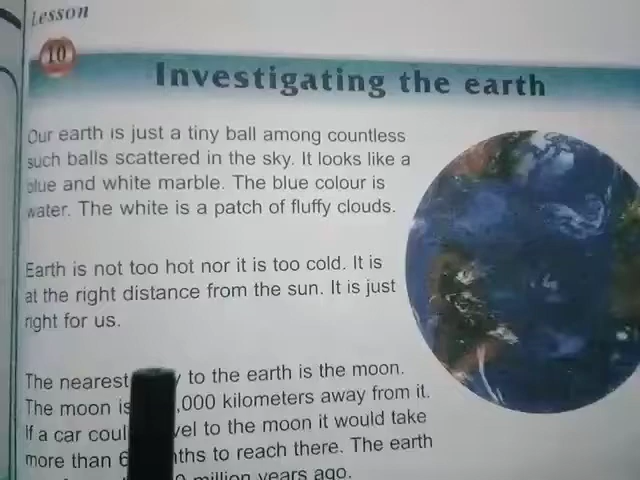 Lesson
10
Investigating the earth
Our earth is just a tiny ball among countless
such balls scattered in the sky. It looks like a
blue and white marble. The blue colour is
water. The white is a patch of fluffy clouds.
Earth is not too hot nor it is too cold. It is
at the right distance from the sun. It is just
right for us.
The nearest to the earth is the moon.
The moon is ,000 kilometers away from it.
If a car to the moon it would take
more than 6 to reach there. The earth
million years ago.